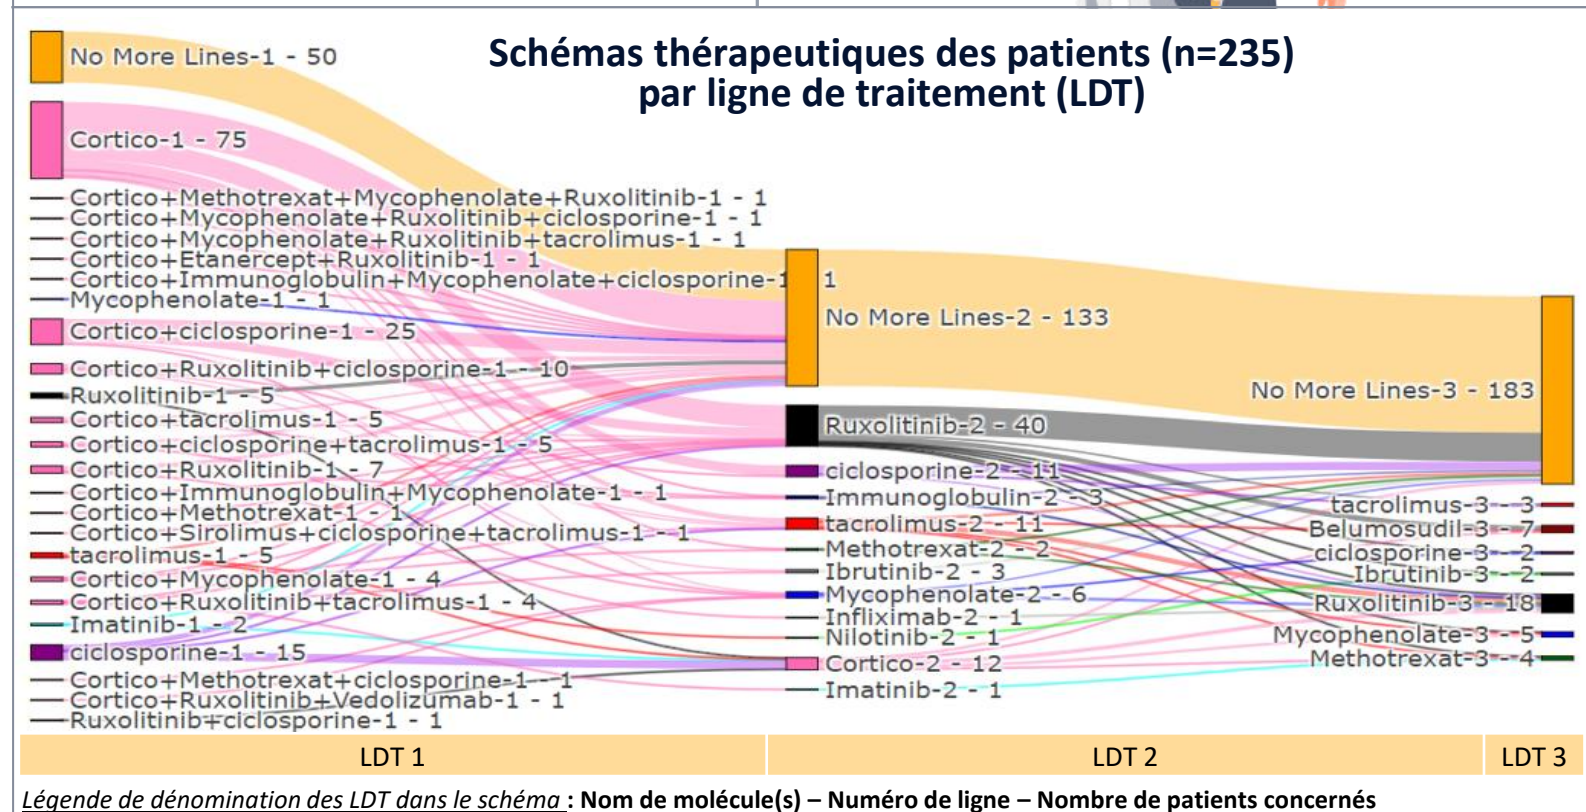 Schémas thérapeutiques des patients (n=235)
par ligne de traitement (LDT)
No More Lines-1 - 50
Cortico-1 - 75
Cortico+Methotrexat+Mycophenolate+Ruxolitinib-1 - 1
Cortico+Mycophenolate+Ruxolitinib+ciclosporine-1 - 1
Cortico+Mycophenolate+Ruxolitinib+tacrolimus-1 - 1
Cortico+Etanercept+Ruxolitinib-1 - 1
Cortico+Immunoglobulin+Mycophenolate+ciclosporine-1 1
Mycophenolate-1 - 1
Cortico+ciclosporine-1 - 25
Cortico+Ruxolitinib+ciclosporine-1 - 10
Ruxolitinib-1 - 5
Cortico+tacrolimus-1 - 5
Cortico+ciclosporine+tacrolimus-1 - 5
Cortico+Ruxolitinib-1 - 7
Cortico+Immunoglobulin+Mycophenolate-1 - 1
Cortico+Methotrexat-1 - 1
Cortico+Sirolimus+ciclosporine+tacrolimus-1 - 1
tacrolimus-1 - 5
Cortico+Mycophenolate-1 - 4
Cortico+Ruxolitinib+tacrolimus-1 - 4
Imatinib-1 - 2
ciclosporine-1 - 15
Cortico+Methotrexat+ciclosporine-1 - 1
Cortico+Ruxolitinib+Vedolizumab-1 - 1
Ruxolitinib+ciclosporine-1 - 1
No More Lines-2 - 133
Ruxolitinib-2 - 40
ciclosporine-2 - 11
Immunoglobulin-2 - 3
tacrolimus-2 - 11
Methotrexat-2 - 2
Ibrutinib-2 - 3
Mycophenolate-2 - 6
Infliximab-2 - 1
Nilotinib-2 - 1
Cortico-2 - 12
Imatinib-2 - 1
No More Lines-3 - 183
tacrolimus-3 - 3
Belumosudil-3 - 7
ciclosporine-3 - 2
Ibrutinib-3 - 2
Ruxolitinib-3 - 18
Mycophenolate-3 - 5
Methotrexat-3 - 4
LDT 1
LDT 2
LDT 3
Légende de dénomination des LDT dans le schéma : Nom de molécule(s) – Numéro de ligne – Nombre de patients concernés